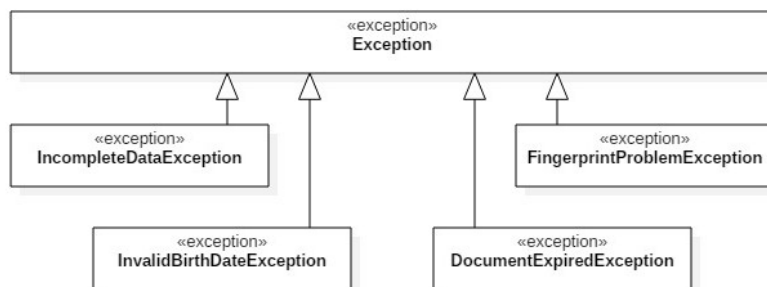 «exception»
Exception
«exception»
IncompleteDataException
«exception»
FingerprintProblemException
«exception»
InvalidBirthDateException
«exception»
DocumentExpiredException